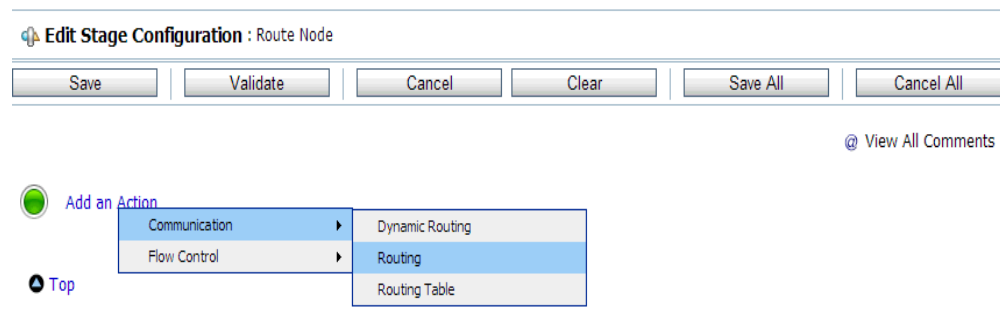 Edit Stage Configuration : Route Node
Save Validate Cancel Clear Save All Cancel All
@ View All Comments
Add an Action
Communication Dynamic Routing
Flow Control Routing
Routing Table
Top